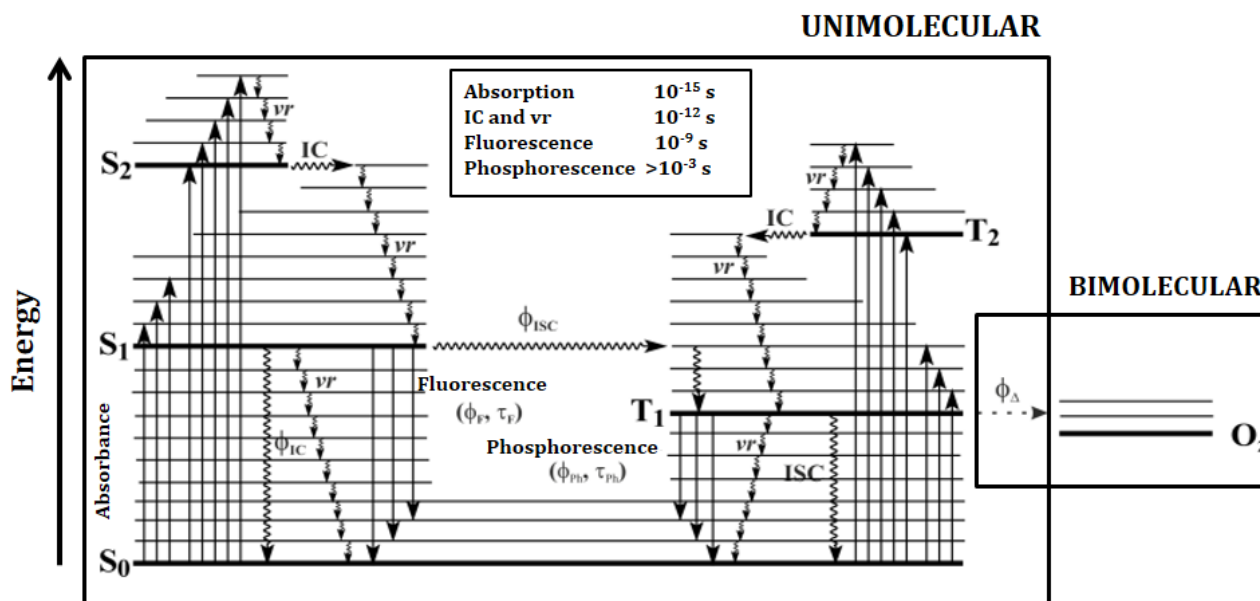 UNIMOLECULAR
Absorption 10⁻¹⁵ s
IC and vr 10⁻¹² s
Fluorescence 10⁻⁹ s
Phosphorescence >10⁻³ s
vr
IC
S₂
vr
IC
T₂
vr
vr
BIMOLECULAR
Energy
ϕISC
S₁
vr
Fluorescence
(ϕF, τF)
T₁
ϕΔ
O₂
Absorbance
ϕIC
Phosphorescence
(ϕPh, τPh)
vr
ISC
S₀